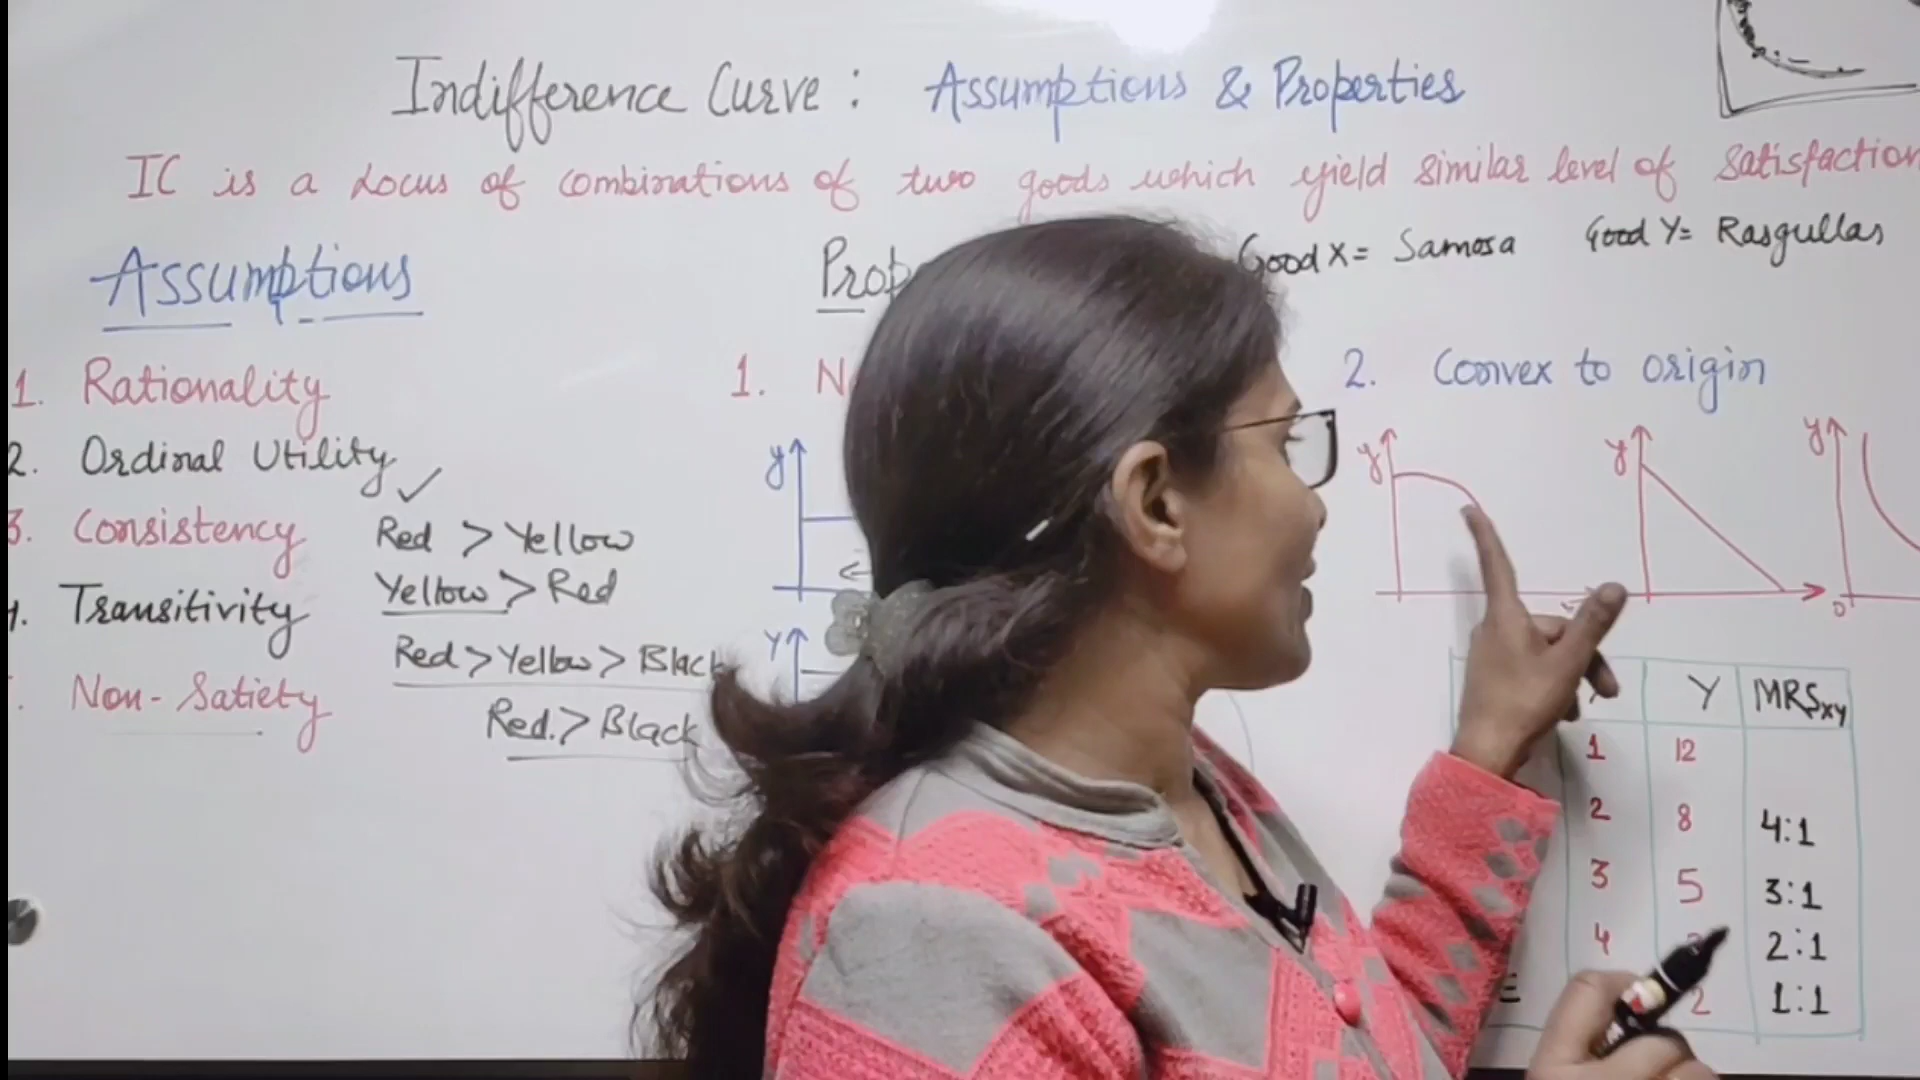 Indifference Curve : Assumptions & Properties
IC is a Locus of combinations of two goods which yield similar level of satisfaction
Good X = Samosa Good Y = Rasgullas
Assumptions
1. Rationality
2. Ordinal Utility ✓
3. Consistency
Red > Yellow
Yellow > Red
Transitivity
Red > Yellow > Black
Red. > Black
Non-Satiety
1.
y
Y
2. Convex to origin
y
y
y
0
Y MRSxy
1 12
2 8 4:1
3 5 3:1
4 2:1
E 2 1:1